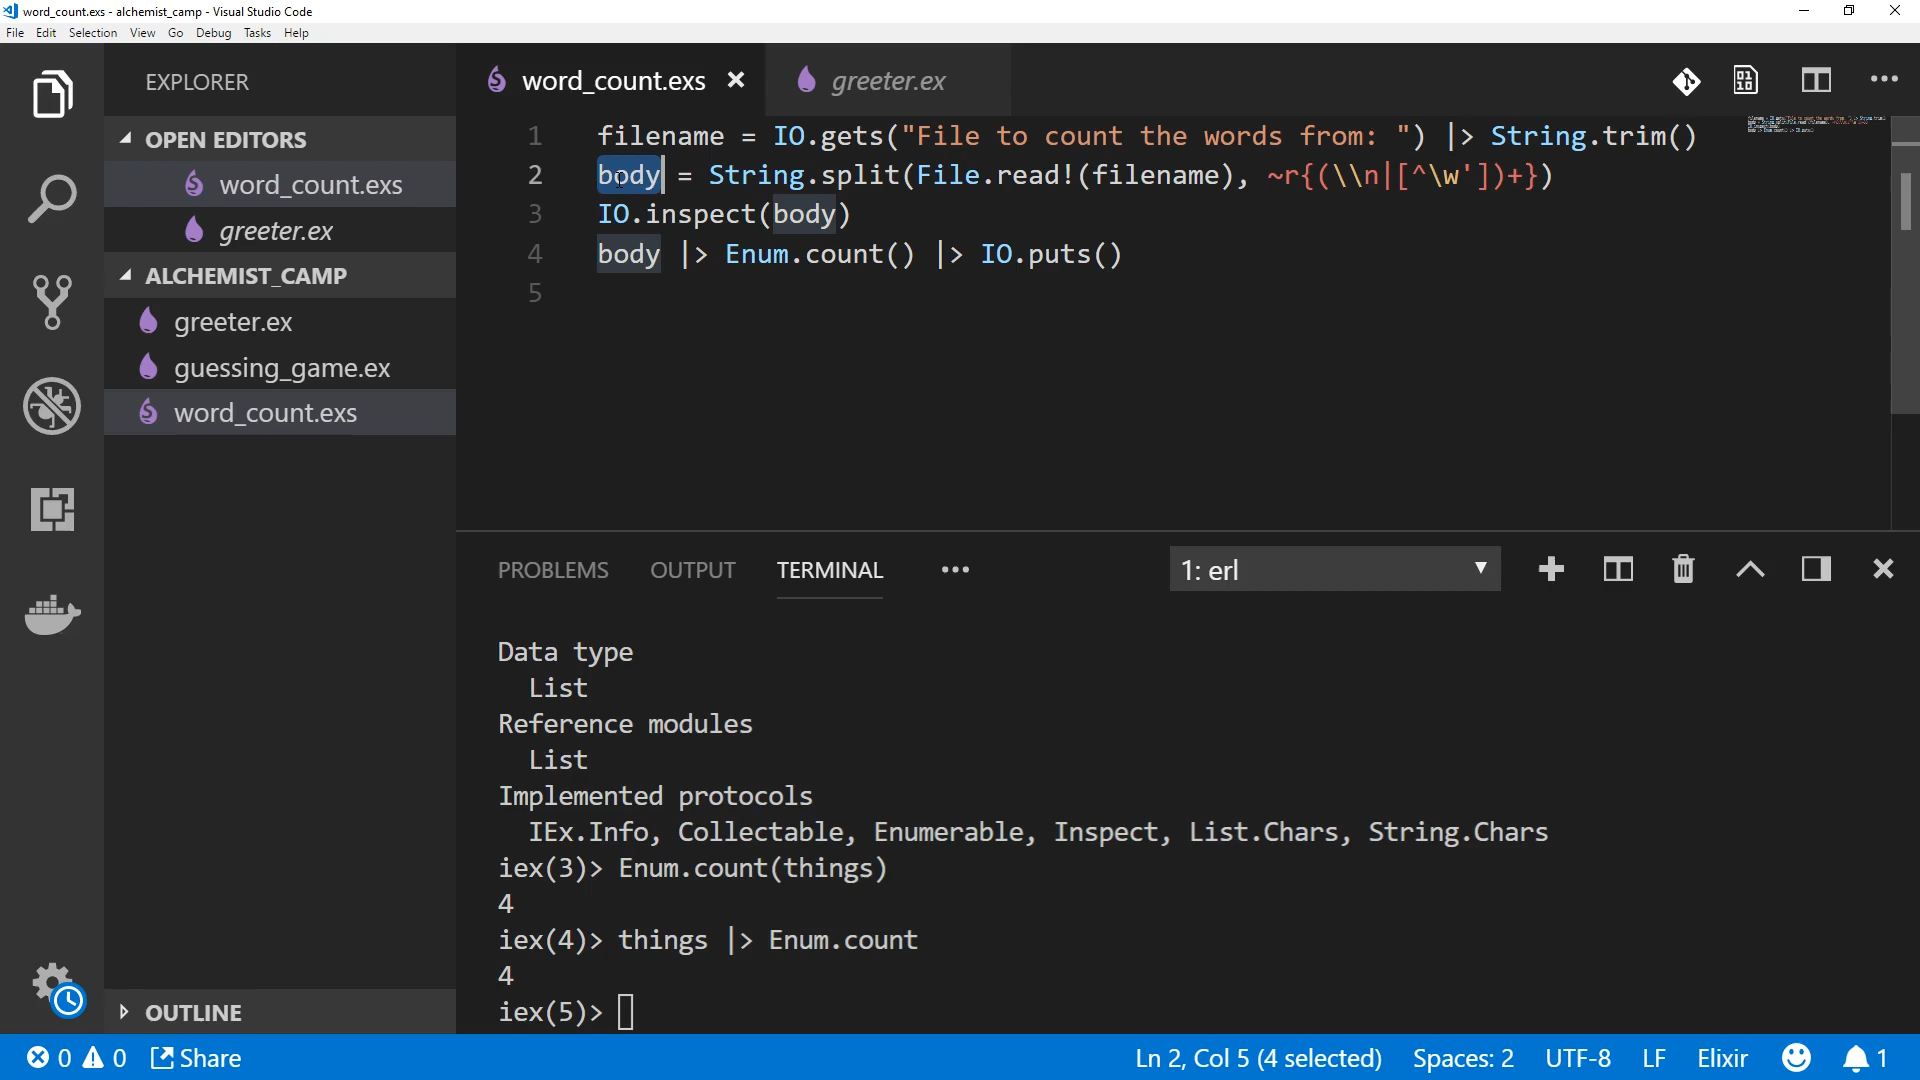 word_count.exs - alchemist_camp - Visual Studio Code
File Edit Selection View Go Debug Tasks Help
EXPLORER
OPEN EDITORS
word_count.exs
greeter.ex
ALCHEMIST_CAMP
greeter.ex
guessing_game.ex
word_count.exs
OUTLINE
word_count.exs greeter.ex
1 filename = IO.gets("File to count the words from: ") |> String.trim()
2 body = String.split(File.read!(filename), ~r{(\\n|[^\w'])+})
3 IO.inspect(body)
4 body |> Enum.count() |> IO.puts()
5
PROBLEMS OUTPUT TERMINAL 1: erl
Data type
List
Reference modules
List
Implemented protocols
IEx.Info, Collectable, Enumerable, Inspect, List.Chars, String.Chars
iex(3)> Enum.count(things)
4
iex(4)> things |> Enum.count
4
iex(5)>
0 0 Share Ln 2, Col 5 (4 selected) Spaces: 2 UTF-8 LF Elixir 1